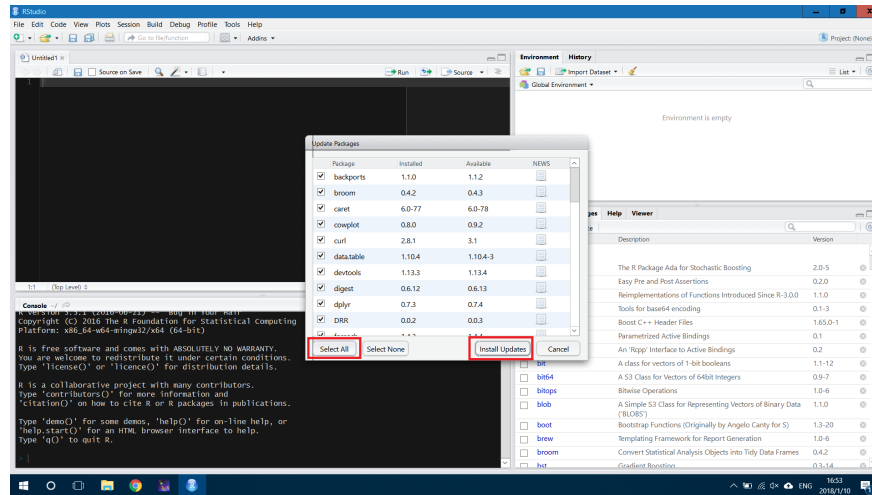 RStudio
File Edit Code View Plots Session Build Debug Profile Tools Help
Go to file/function Addins
Project: (None)
Untitled1
Source on Save Run Source
1
1:1 (Top Level)
Console ~/
R version 3.3.1 (2016-06-21) -- "Bug in Your Hair"
Copyright (C) 2016 The R Foundation for Statistical Computing
Platform: x86_64-w64-mingw32/x64 (64-bit)
R is free software and comes with ABSOLUTELY NO WARRANTY.
You are welcome to redistribute it under certain conditions.
Type 'license()' or 'licence()' for distribution details.
R is a collaborative project with many contributors.
Type 'contributors()' for more information and
'citation()' on how to cite R or R packages in publications.
Type 'demo()' for some demos, 'help()' for on-line help, or
'help.start()' for an HTML browser interface to help.
Type 'q()' to quit R.
>
Update Packages
Package Installed Available NEWS
backports 1.1.0 1.1.2
broom 0.4.2 0.4.3
caret 6.0-77 6.0-78
cowplot 0.8.0 0.9.2
curl 2.8.1 3.1
data.table 1.10.4 1.10.4-3
devtools 1.13.3 1.13.4
digest 0.6.12 0.6.13
dplyr 0.7.3 0.7.4
DRR 0.0.2 0.0.3
Select All Select None Install Updates Cancel
Environment History
Import Dataset List
Global Environment
Environment is empty
ges Help Viewer
Description Version
The R Package Ada for Stochastic Boosting 2.0-5
Easy Pre and Post Assertions 0.2.0
Reimplementations of Functions Introduced Since R-3.0.0 1.1.0
Tools for base64 encoding 0.1-3
Boost C++ Header Files 1.65.0-1
Parametrized Active Bindings 0.1
An 'Rcpp' Interface to Active Bindings 0.2
bit A class for vectors of 1-bit booleans 1.1-12
bit64 A S3 Class for Vectors of 64bit Integers 0.9-7
bitops Bitwise Operations 1.0-6
blob A Simple S3 Class for Representing Vectors of Binary Data
('BLOBS') 1.1.0
boot Bootstrap Functions (Originally by Angelo Canty for S) 1.3-20
brew Templating Framework for Report Generation 1.0-6
broom Convert Statistical Analysis Objects into Tidy Data Frames 0.4.2
bst Gradient Boosting 0.3-14
ENG
16:53
2018/1/10